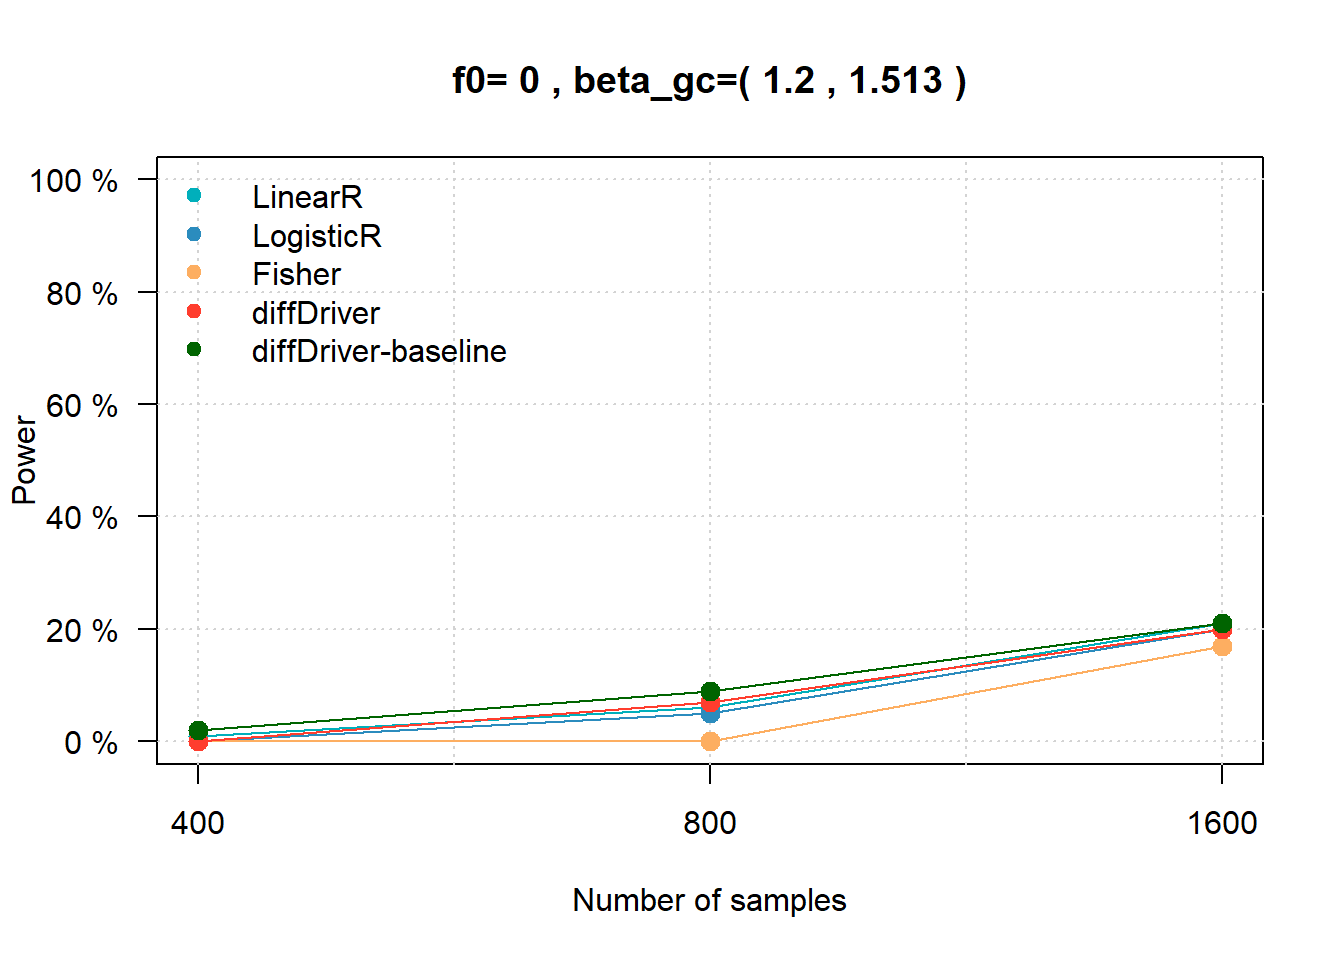 f0= 0 , beta_gc=( 1.2 , 1.513 )
100 %
80 %
60 %
40 %
20 %
0 %
Power
LinearR
LogisticR
Fisher
diffDriver
diffDriver-baseline
400
800
1600
Number of samples